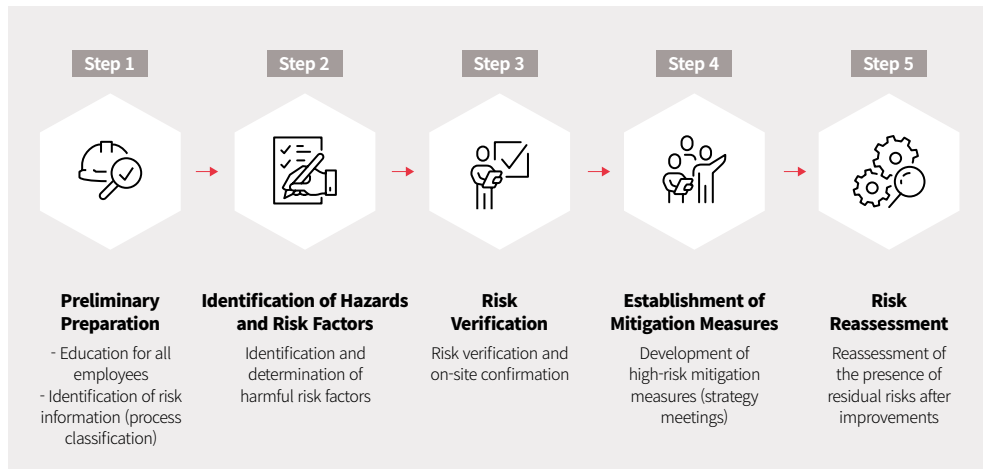 Step 1
Preliminary
Preparation
- Education for all
employees
- Identification of risk
information (process
classification)
Step 2
Identification of Hazards
and Risk Factors
Identification and
determination of
harmful risk factors
Step 3
Risk
Verification
Risk verification and
on-site confirmation
Step 4
Establishment of
Mitigation Measures
Development of
high-risk mitigation
measures (strategy
meetings)
Step 5
Risk
Reassessment
Reassessment of
the presence of
residual risks after
improvements